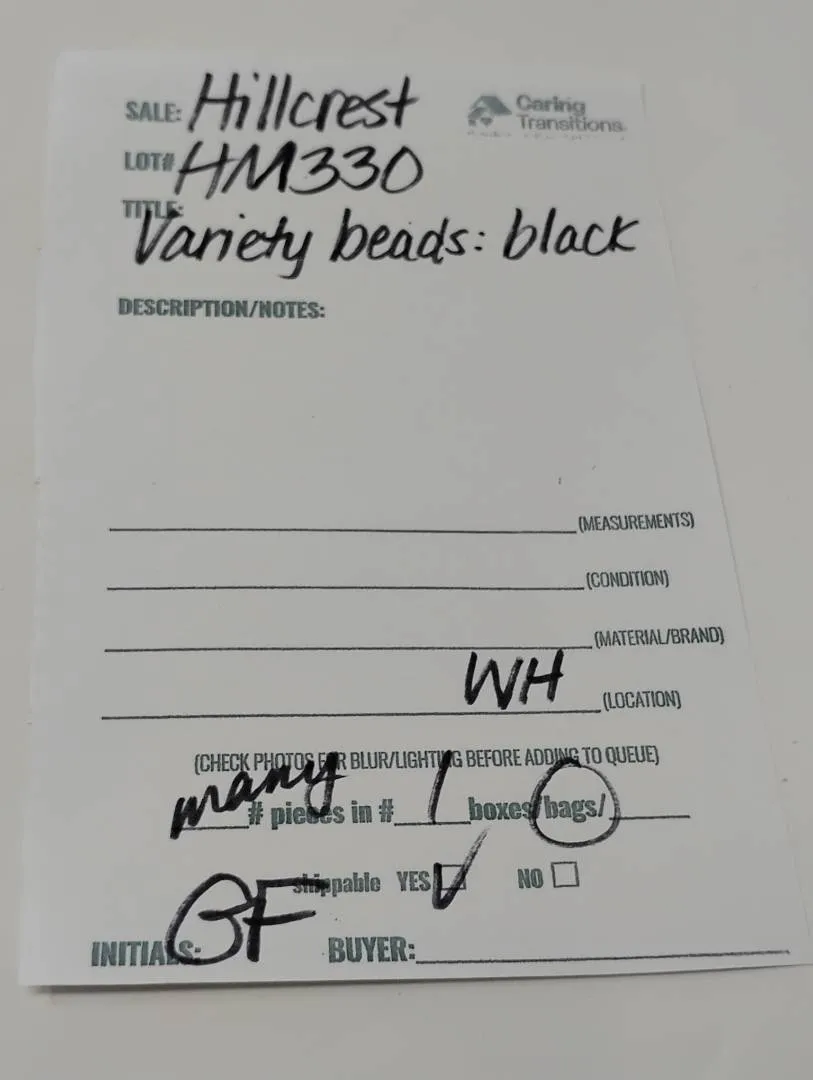 SALE: Hillcrest
Caring
Transitions
LOT# HM330
TITLE:
Variety beads: black
DESCRIPTION/NOTES:
(MEASUREMENTS)
(CONDITION)
(MATERIAL/BRAND)
WH (LOCATION)
(CHECK PHOTOS FOR BLUR/LIGHTING BEFORE ADDING TO QUEUE)
many # pieces in # 1 boxes/bags/
shippable YES NO
INITIALS: GF BUYER: